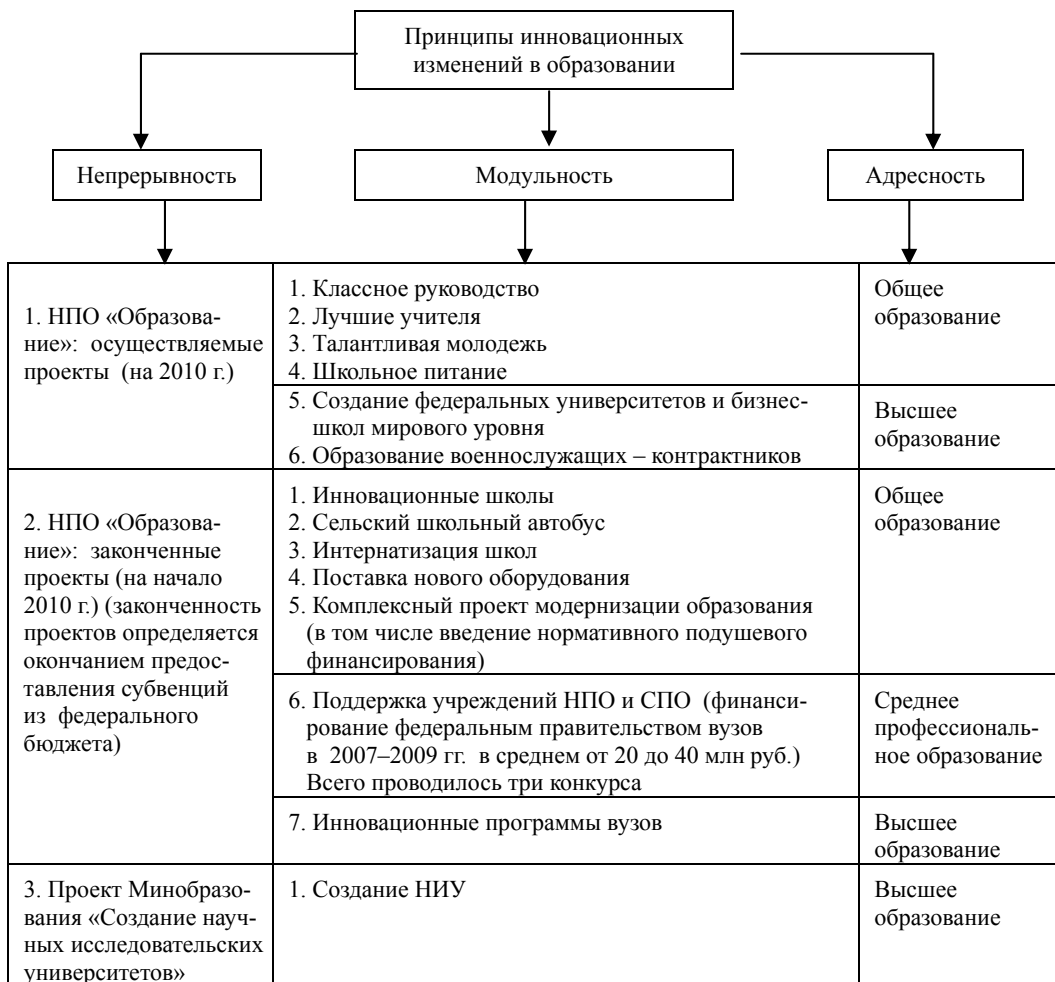 Принципы инновационных
изменений в образовании
Непрерывность
Модульность
Адресность
1. НПО «Образова-
ние»: осуществляемые
проекты (на 2010 г.)
1. Классное руководство
2. Лучшие учителя
3. Талантливая молодежь
4. Школьное питание
Общее
образование
5. Создание федеральных университетов и бизнес-
школ мирового уровня
6. Образование военнослужащих – контрактников
Высшее
образование
2. НПО «Образова-
ние»: законченные
проекты (на начало
2010 г.) (законченность
проектов определяется
окончанием предос-
тавления субвенций
из федерального
бюджета)
1. Инновационные школы
2. Сельский школьный автобус
3. Интернатизация школ
4. Поставка нового оборудования
5. Комплексный проект модернизации образования
(в том числе введение нормативного подушевого
финансирования)
Общее
образование
6. Поддержка учреждений НПО и СПО (финанси-
рование федеральным правительством вузов
в 2007–2009 гг. в среднем от 20 до 40 млн руб.)
Всего проводилось три конкурса
Среднее
профессиональ-
ное образование
7. Инновационные программы вузов
Высшее
образование
3. Проект Минобразо-
вания «Создание науч-
ных исследовательских
университетов»
1. Создание НИУ
Высшее
образование